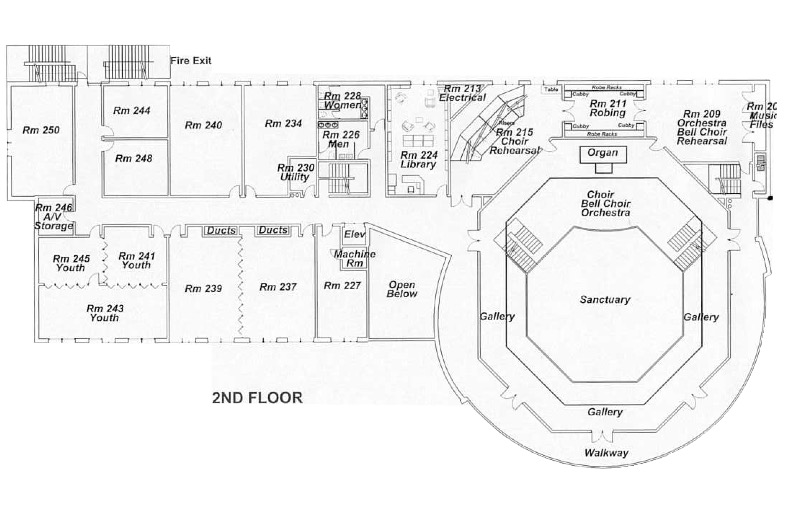 Fire Exit
Rm 250
Rm 244
Rm 248
Rm 240
Rm 234
Rm 228
Women
Rm 226
Men
Rm 230
Utility
Rm 224
Library
Rm 213
Electrical
Risers
Rm 215
Choir
Rehearsal
Table
Robe Racks
Cubby
Cubby
Rm 211
Robing
Cubby
Cubby
Robe Racks
Rm 209
Orchestra
Bell Choir
Rehearsal
Rm 20
Music
Files
Organ
Choir
Bell Choir
Orchestra
Rm 246
A/V
Storage
Rm 245
Youth
Rm 241
Youth
Rm 243
Youth
Ducts
Ducts
Rm 239
Rm 237
Elev
Machine
Rm
Rm 227
Open
Below
Sanctuary
Gallery
Gallery
Gallery
Walkway
2ND FLOOR